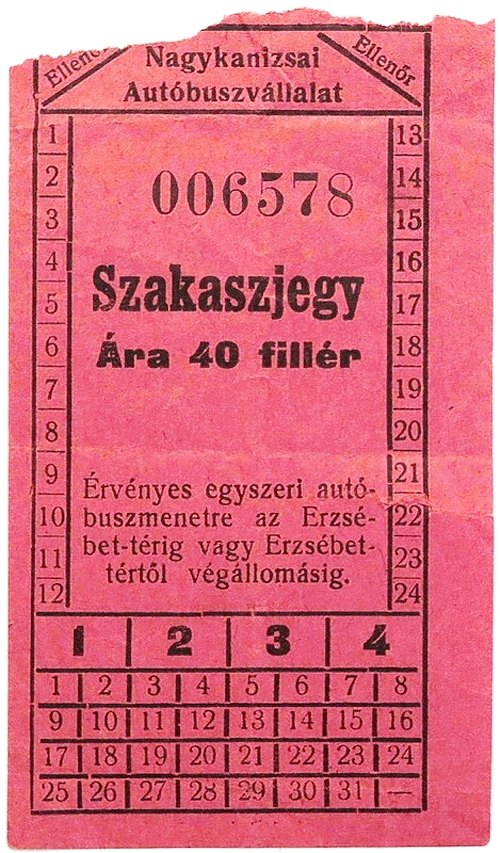 Ellenőr Nagykanizsai Ellenőr
Autóbuszvállalat
1 13
2 14
3 15
4 16
5 17
6 18
7 19
8 20
9 21
10 22
11 23
12 24
006578
Szakaszjegy
Ára 40 fillér
Érvényes egyszeri autó-
buszmenetre az Erzsé-
bet-térig vagy Erzsébet-
tértől végállomásig.
1 2 3 4
1 2 3 4 5 6 7 8
9 10 11 12 13 14 15 16
17 18 19 20 21 22 23 24
25 26 27 28 29 30 31 —